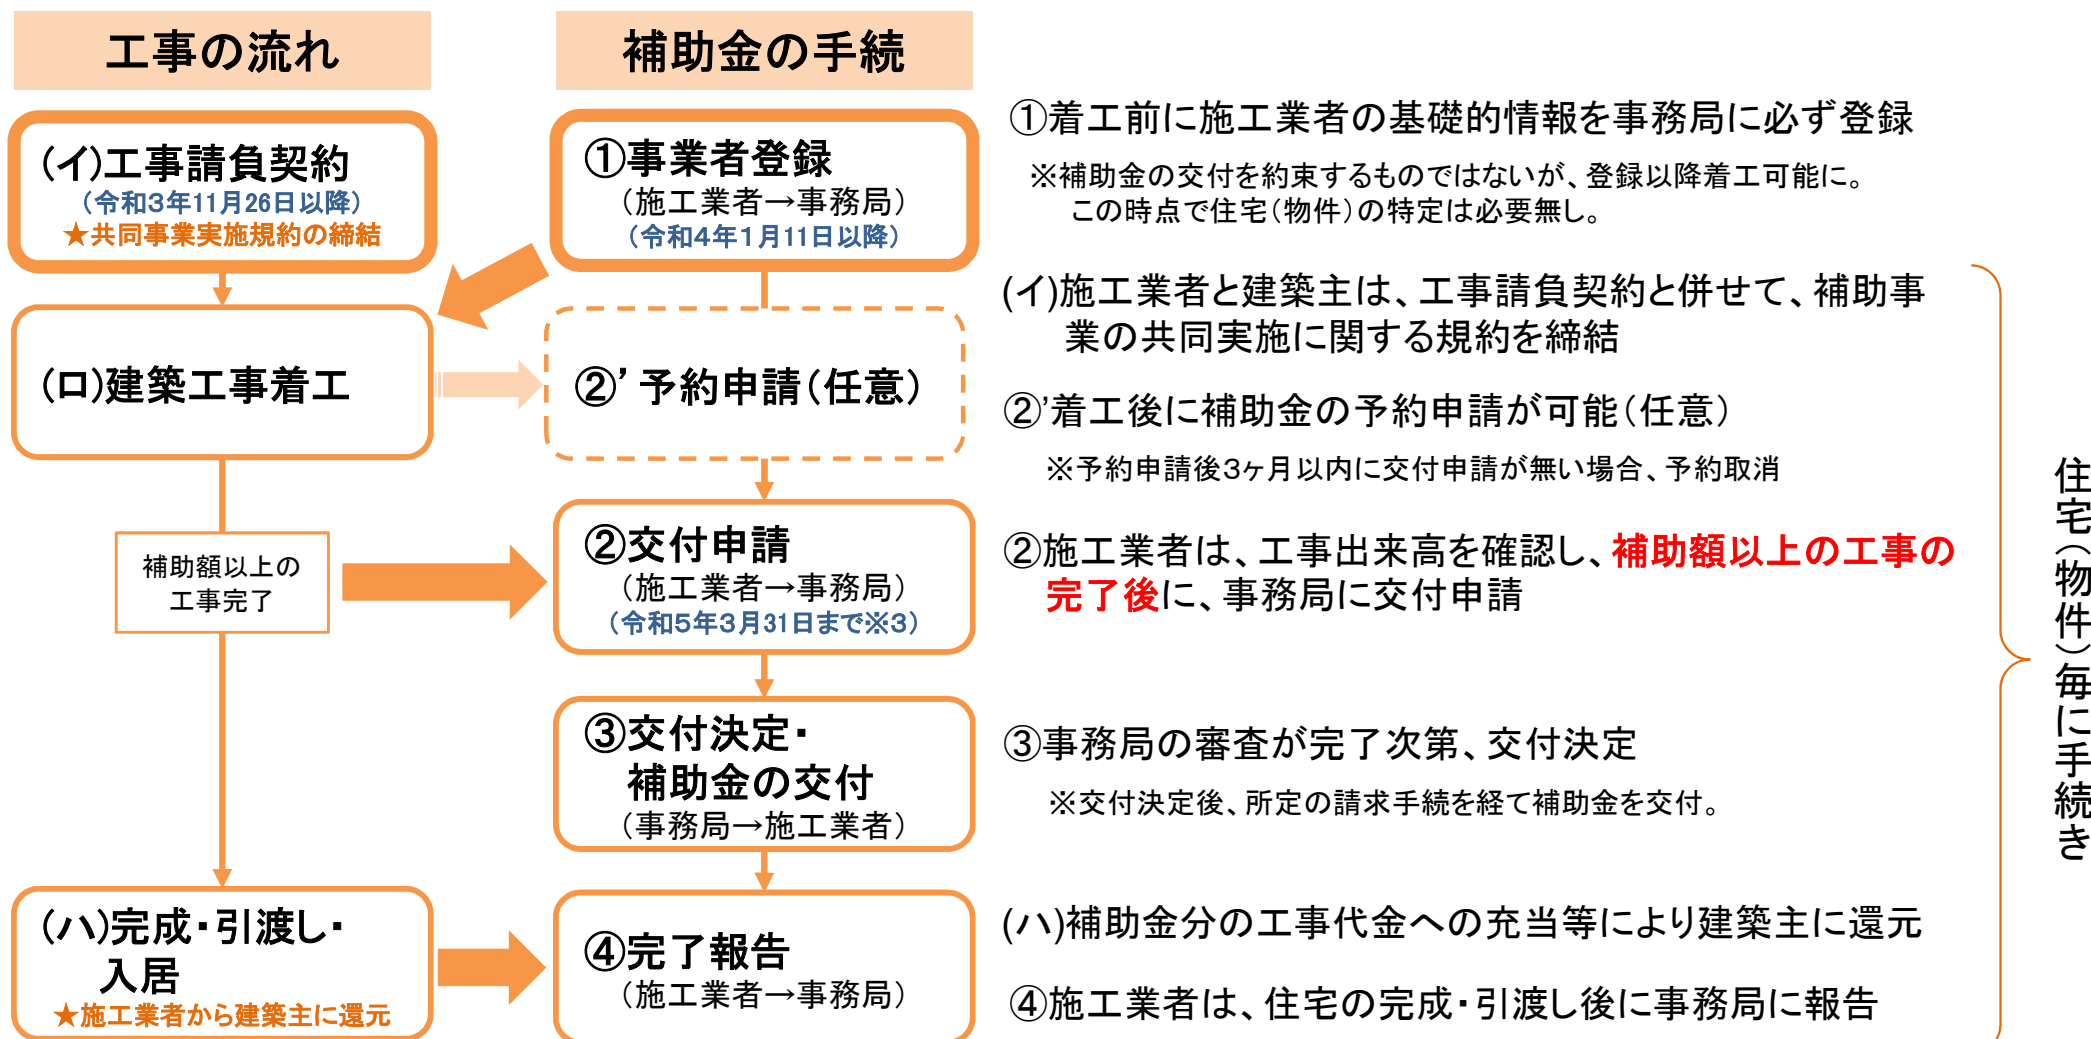 工事の流れ
(イ)工事請負契約
(令和3年11月26日以降)
★共同事業実施規約の締結
(ロ)建築工事着工
補助額以上の
工事完了
(ハ)完成・引渡し・
入居
★施工業者から建築主に還元
補助金の手続
①事業者登録
(施工業者→事務局)
(令和4年1月11日以降)
②’予約申請(任意)
②交付申請
(施工業者→事務局)
(令和5年3月31日まで※3)
③交付決定・
補助金の交付
(事務局→施工業者)
④完了報告
(施工業者→事務局)
①着工前に施工業者の基礎的情報を事務局に必ず登録
※補助金の交付を約束するものではないが、登録以降着工可能に。
この時点で住宅(物件)の特定は必要無し。
(イ)施工業者と建築主は、工事請負契約と併せて、補助事
業の共同実施に関する規約を締結
②’着工後に補助金の予約申請が可能(任意)
※予約申請後3ヶ月以内に交付申請が無い場合、予約取消
②施工業者は、工事出来高を確認し、補助額以上の工事の
完了後に、事務局に交付申請
③事務局の審査が完了次第、交付決定
※交付決定後、所定の請求手続を経て補助金を交付。
(ハ)補助金分の工事代金への充当等により建築主に還元
④施工業者は、住宅の完成・引渡し後に事務局に報告
住宅(物件)毎に手続き